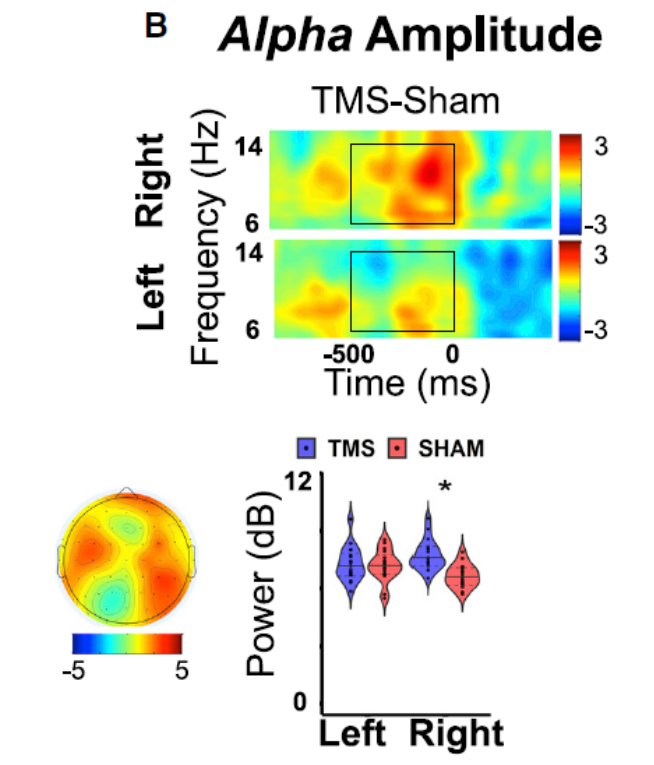 B
Alpha Amplitude
TMS-Sham
Right
Left
Frequency (Hz)
14
6
3
-3
14
6
3
-3
-500 0
Time (ms)
TMS SHAM
12
*
Power (dB)
0
Left Right
-5 5